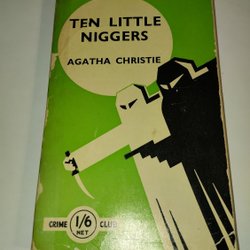 TEN LITTLE
NIGGERS
AGATHA CHRISTIE
CRIME 1/6 CLUB
NET